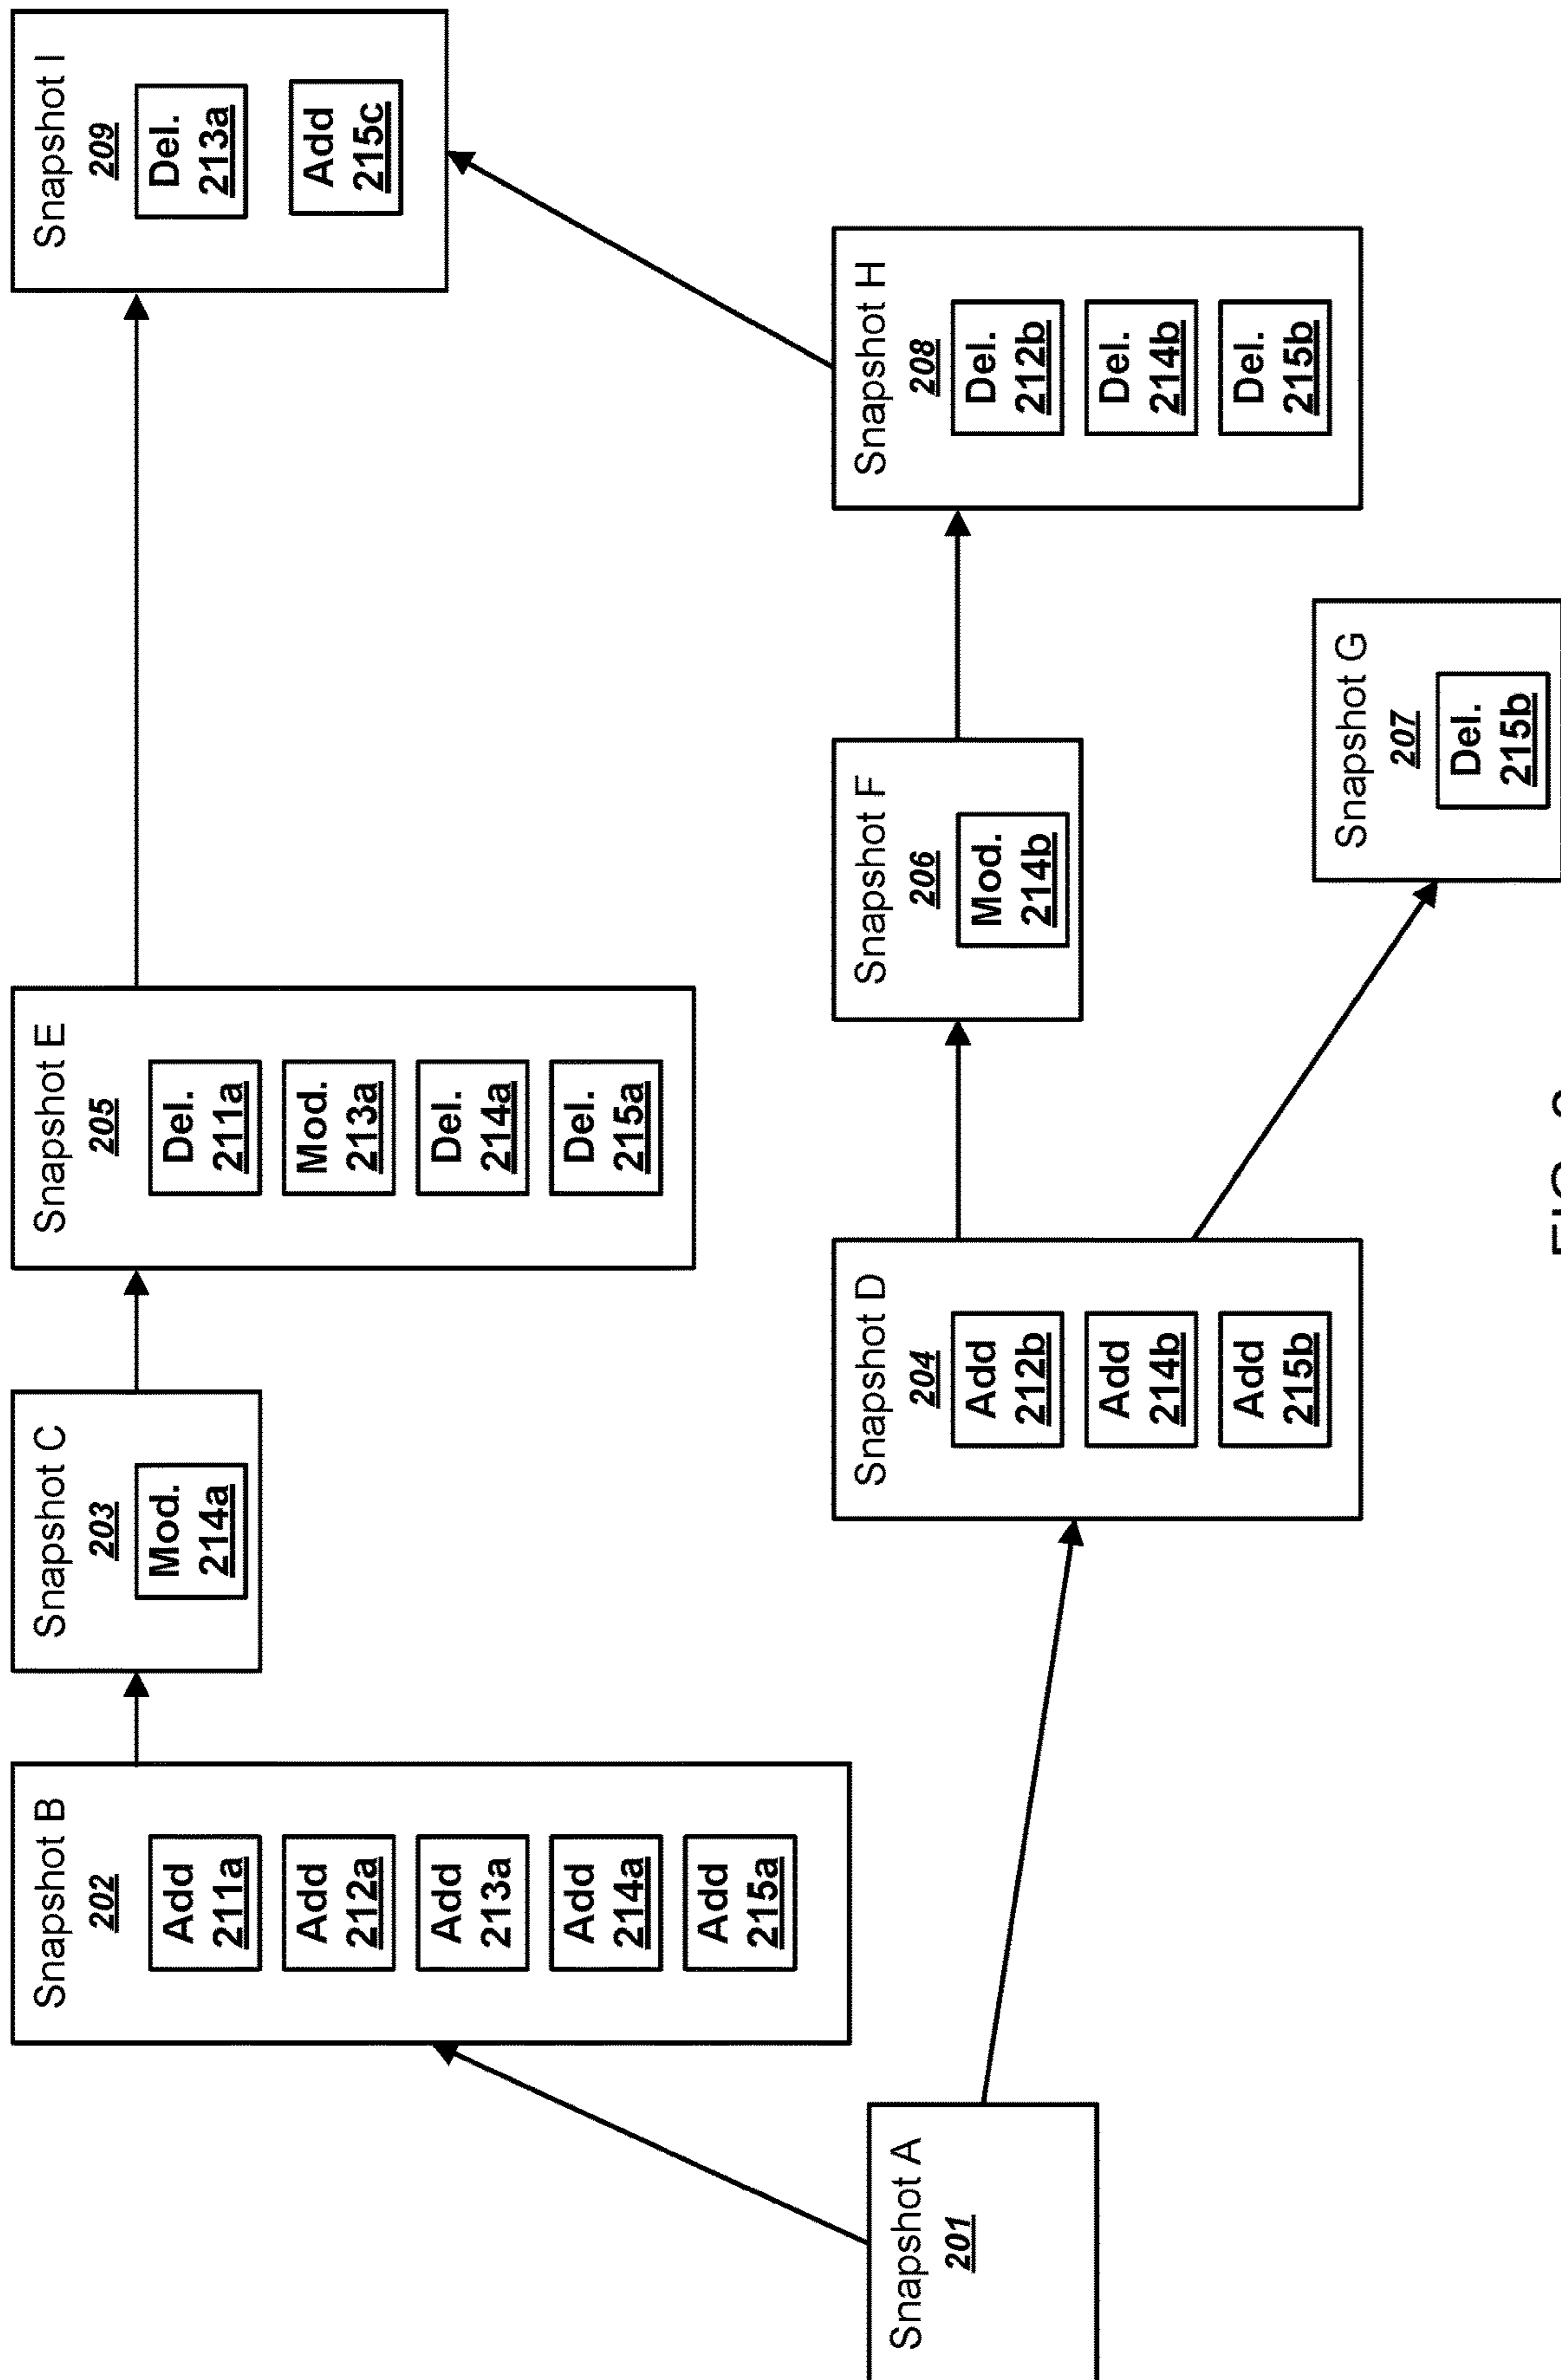 Snapshot A
201
Snapshot B
202
Add
211a
Add
212a
Add
213a
Add
214a
Add
215a
Snapshot C
203
Mod.
214a
Snapshot D
204
Add
212b
Add
214b
Add
215b
Snapshot E
205
Del.
211a
Mod.
213a
Del.
214a
Del.
215a
Snapshot F
206
Mod.
214b
Snapshot G
207
Del.
215b
Snapshot H
208
Del.
212b
Del.
214b
Del.
215b
Snapshot I
209
Del.
213a
Add
215c
FIG.